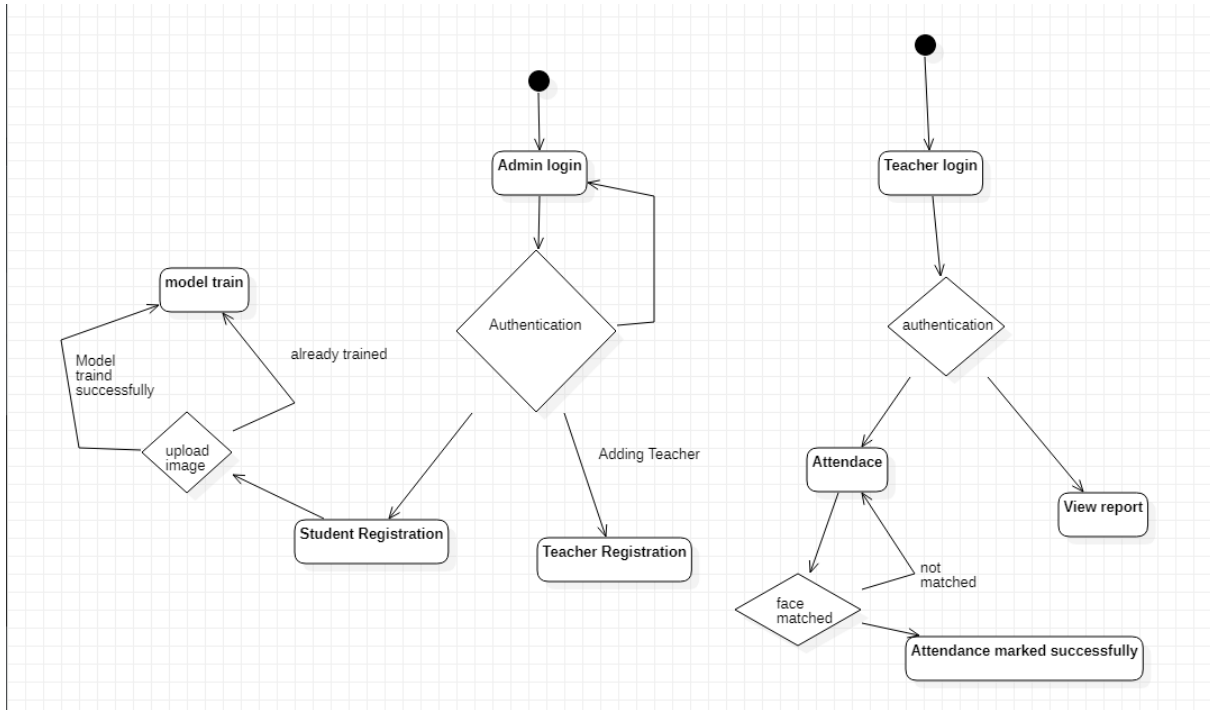 Admin login
Teacher login
model train
Authentication
authentication
already trained
Model
traind
successfully
upload
image
Adding Teacher
Attendace
View report
Student Registration
Teacher Registration
not
matched
face
matched
Attendance marked successfully